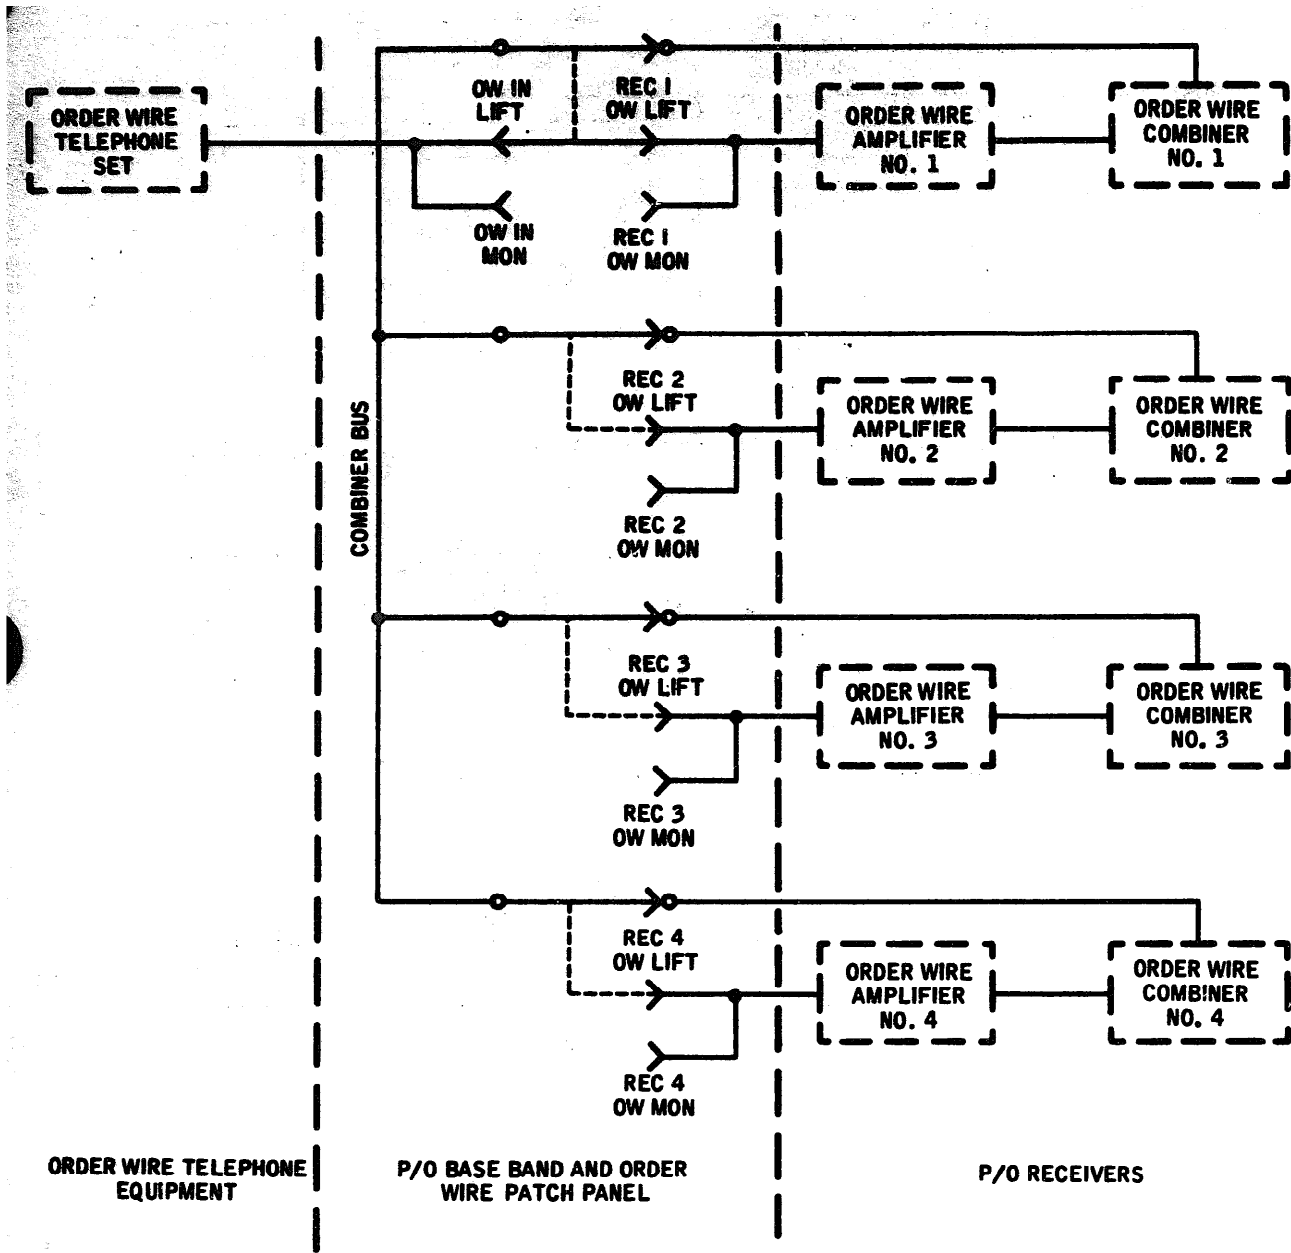 ORDER WIRE
TELEPHONE
SET
OW IN
LIFT
REC 1
OW LIFT
OW IN
MON
REC 1
OW MON
ORDER WIRE
AMPLIFIER
NO. 1
ORDER WIRE
COMBINER
NO. 1
COMBINER BUS
REC 2
OW LIFT
REC 2
OW MON
ORDER WIRE
AMPLIFIER
NO. 2
ORDER WIRE
COMBINER
NO. 2
REC 3
OW LIFT
REC 3
OW MON
ORDER WIRE
AMPLIFIER
NO. 3
ORDER WIRE
COMBINER
NO. 3
REC 4
OW LIFT
REC 4
OW MON
ORDER WIRE
AMPLIFIER
NO. 4
ORDER WIRE
COMBINER
NO. 4
ORDER WIRE TELEPHONE
EQUIPMENT
P/O BASE BAND AND ORDER
WIRE PATCH PANEL
P/O RECEIVERS